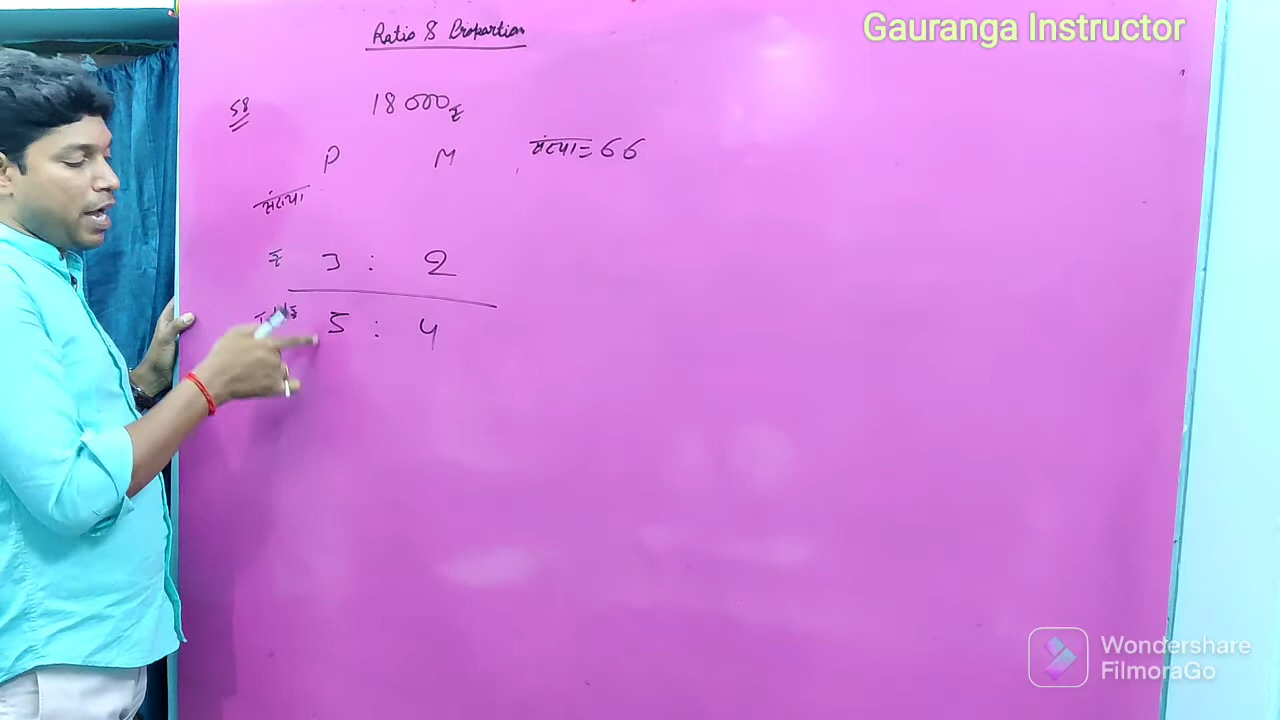 Gauranga Instructor
Ratio & Proportion
58
18000₹
P M संख्या = 66
संख्या
₹ 3 : 2
5 : 4
Wondershare
FilmoraGo